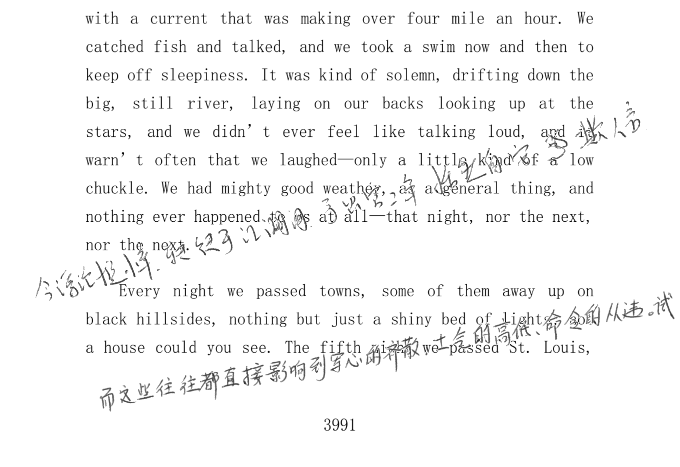 with a current that was making over four mile an hour. We
catched fish and talked, and we took a swim now and then to
keep off sleepiness. It was kind of solemn, drifting down the
big, still river, laying on our backs looking up at the
stars, and we didn't ever feel like talking loud, and it
warn't often that we laughed—only a little kind of a low
chuckle. We had mighty good weather, as a general thing, and
nothing ever happened to us at all—that night, nor the next,
nor the next.
Every night we passed towns, some of them away up on
black hillsides, nothing but just a shiny bed of lights; not
a house could you see. The fifth night we passed St. Louis,
而这些往往都直接影响到军心的稳散、士气的高低、命令的从违。试
3991